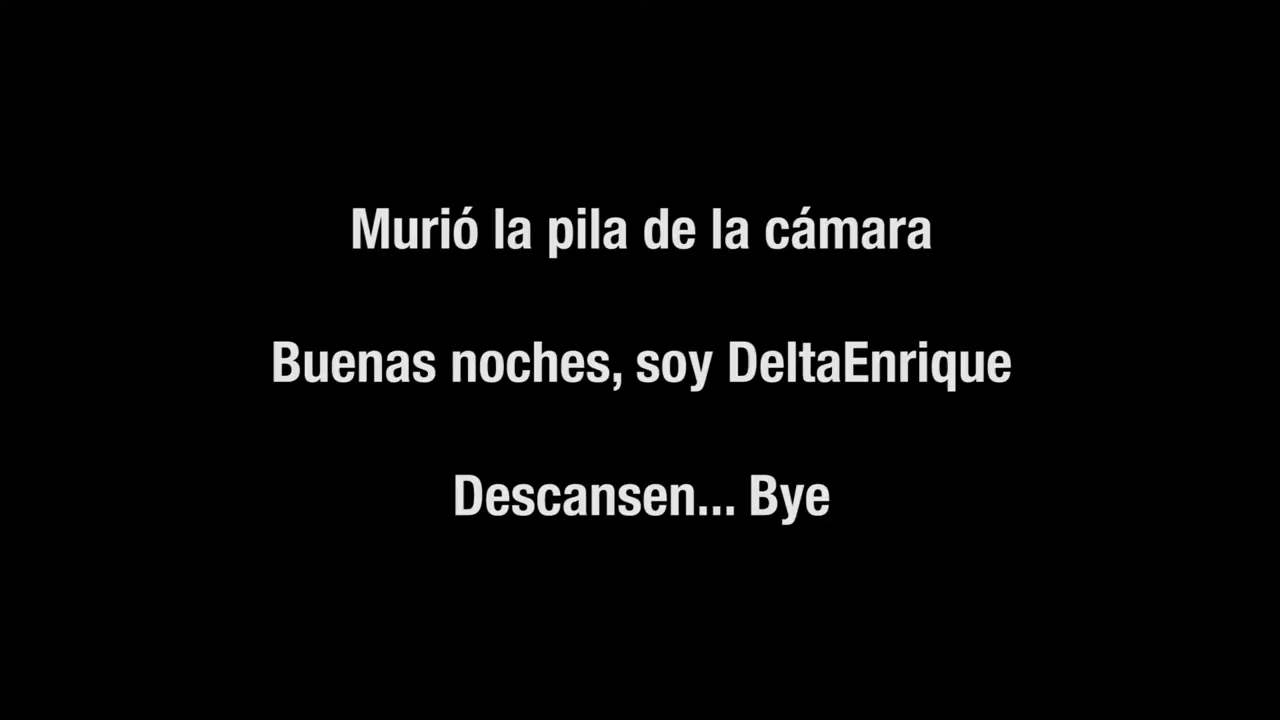 Murió la pila de la cámara
Buenas noches, soy DeltaEnrique
Descansen... Bye